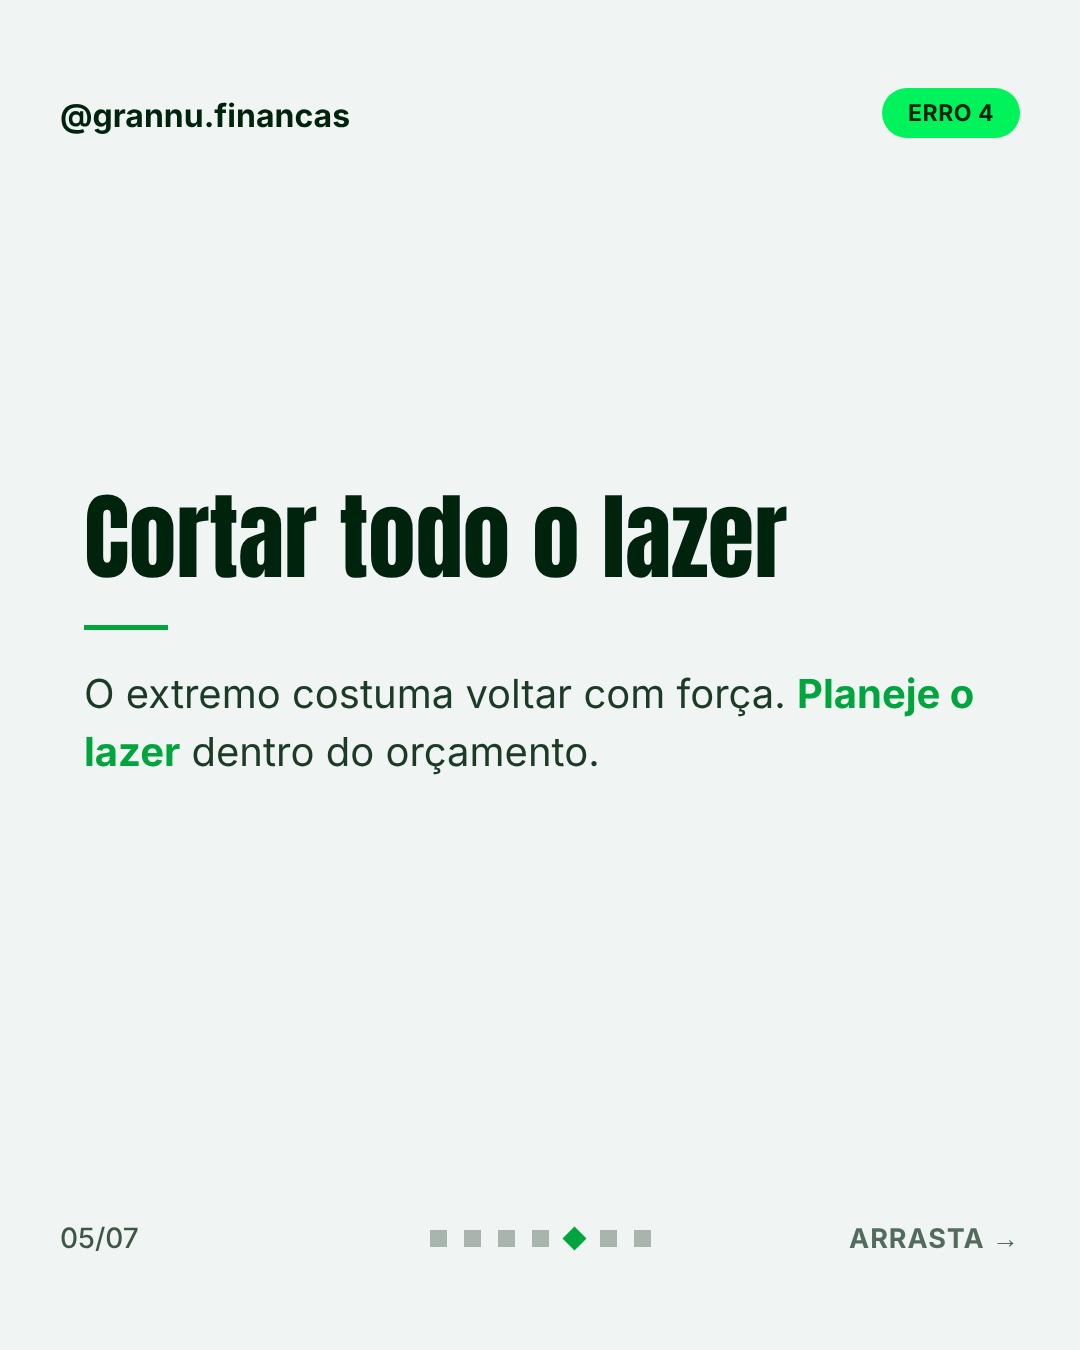 @grannu.financas
ERRO 4
Cortar todo o lazer
O extremo costuma voltar com força. Planeje o
lazer dentro do orçamento.
05/07
ARRASTA →